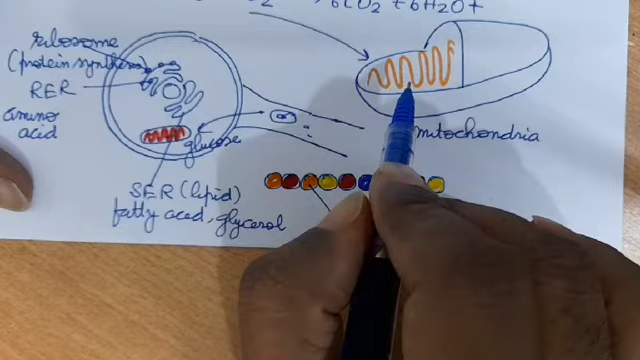 6CO2 + 6H2O +
ribosome
(protein synthesis)
RER
amino
acid
glucose
mitochondria
SER (lipid)
fatty acid, glycerol